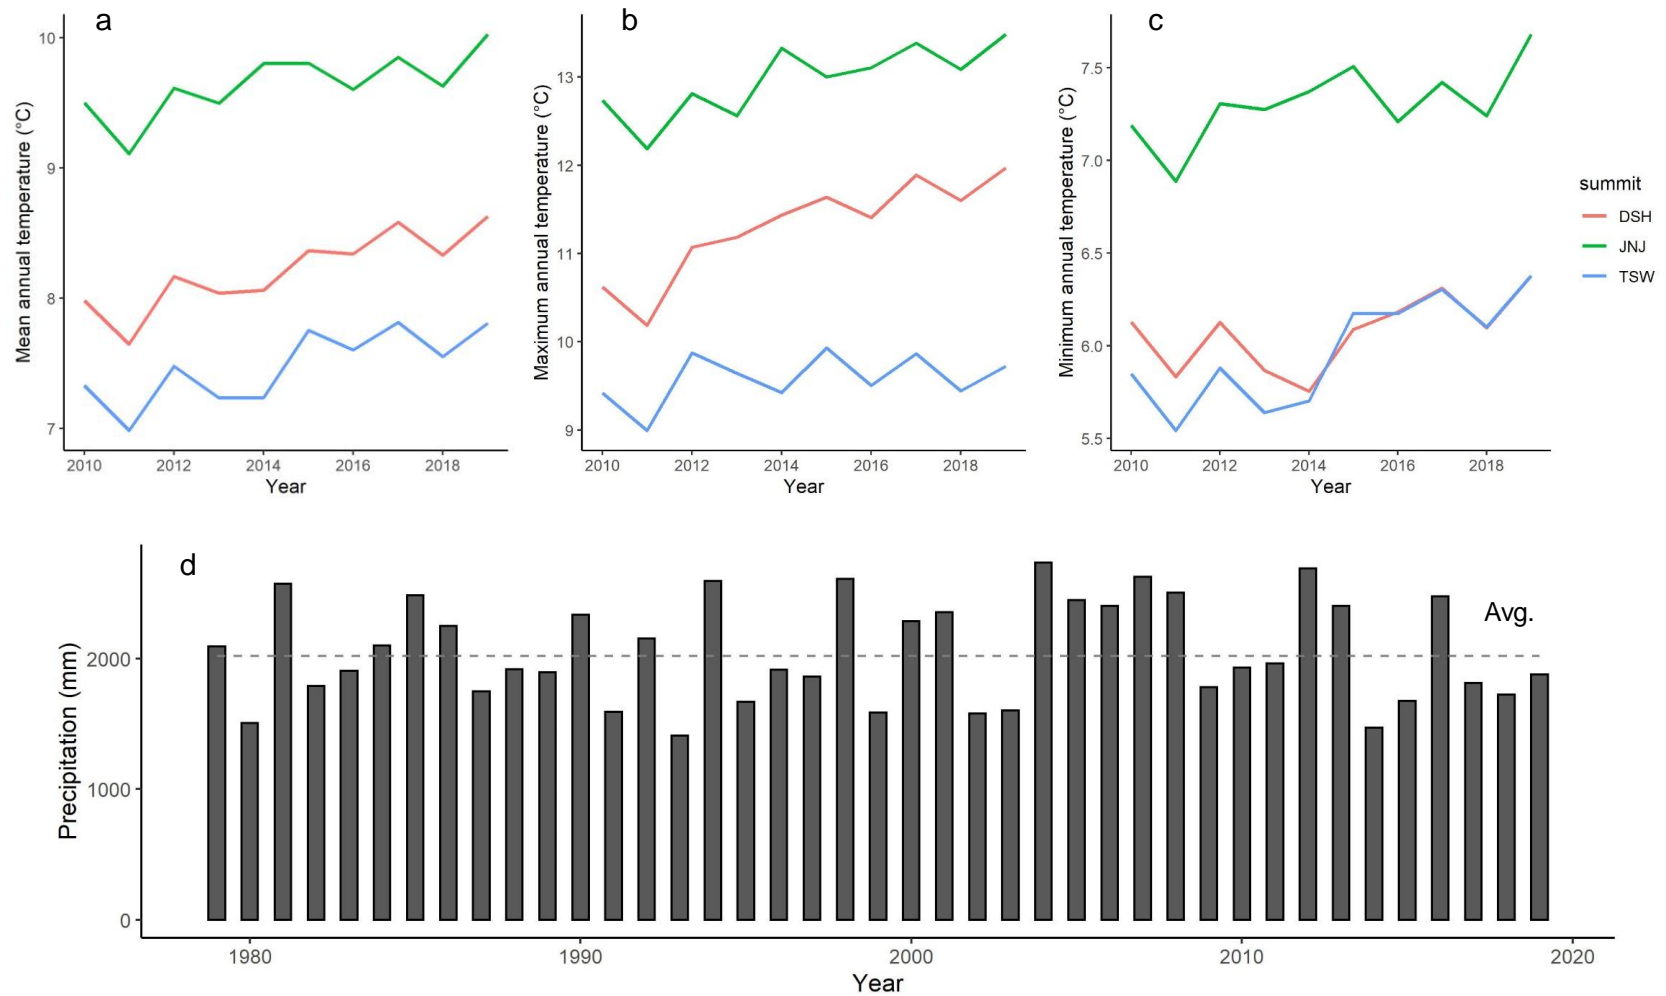 a
b
c
Mean annual temperature (°C)
10
9
8
7
2010 2012 2014 2016 2018
Year
Maximum annual temperature (°C)
13
12
11
10
9
2010 2012 2014 2016 2018
Year
Minimum annual temperature (°C)
7.5
7.0
6.5
6.0
5.5
2010 2012 2014 2016 2018
Year
summit
DSH
JNJ
TSW
d
Avg.
Precipitation (mm)
2000
1000
0
1980 1990 2000 2010 2020
Year